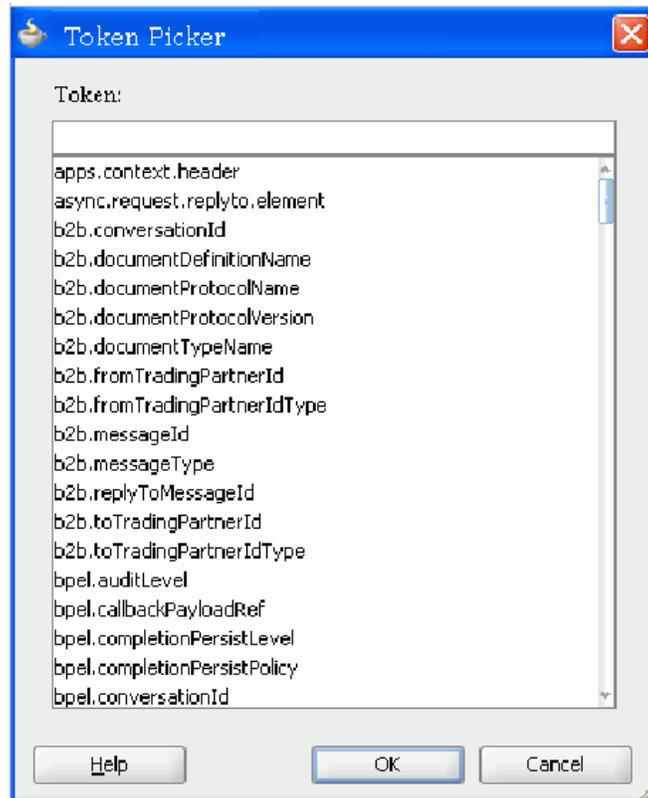 Token Picker
Token:
apps.context.header
async.request.replyto.element
b2b.conversationId
b2b.documentDefinitionName
b2b.documentProtocolName
b2b.documentProtocolVersion
b2b.documentTypeName
b2b.fromTradingPartnerId
b2b.fromTradingPartnerIdType
b2b.messageId
b2b.messageType
b2b.replyToMessageId
b2b.toTradingPartnerId
b2b.toTradingPartnerIdType
bpel.auditLevel
bpel.callbackPayloadRef
bpel.completionPersistLevel
bpel.completionPersistPolicy
bpel.conversationId
Help OK Cancel